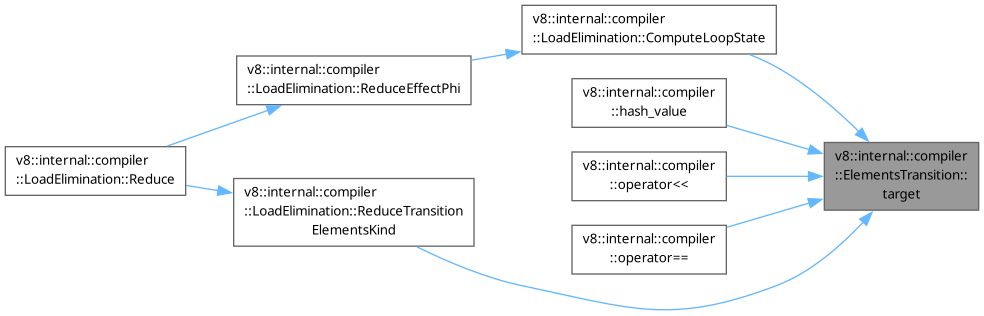 v8::internal::compiler
::LoadElimination::ComputeLoopState
v8::internal::compiler
::LoadElimination::ReduceEffectPhi
v8::internal::compiler
::hash_value
v8::internal::compiler
::LoadElimination::Reduce
v8::internal::compiler
::ElementsTransition::
target
v8::internal::compiler
::operator<<
v8::internal::compiler
::LoadElimination::ReduceTransition
ElementsKind
v8::internal::compiler
::operator==